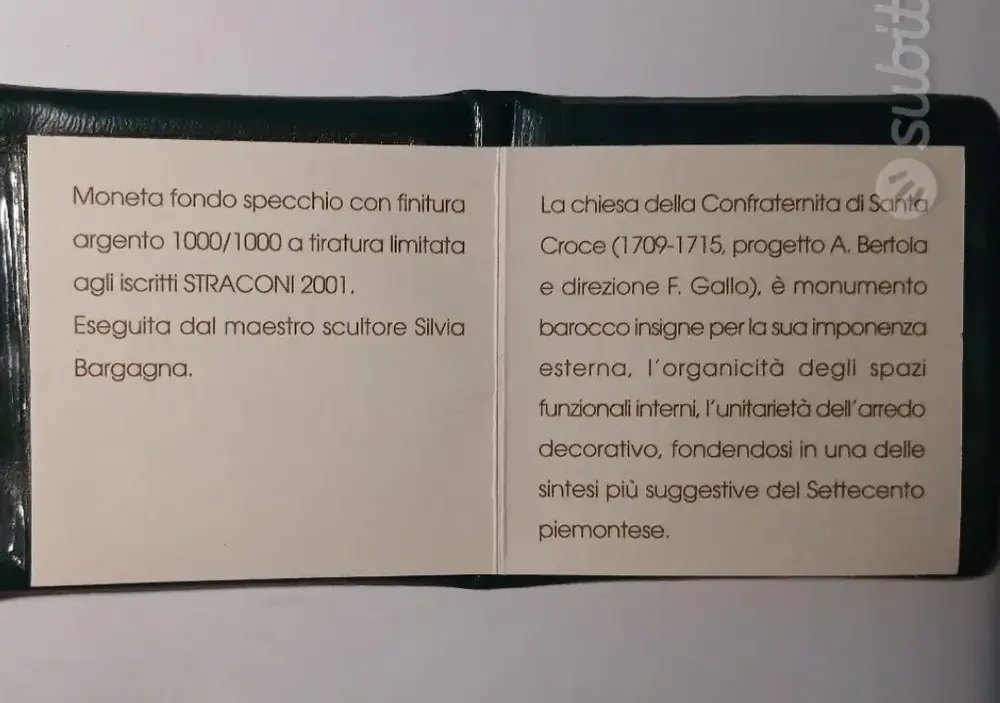 subito
Moneta fondo specchio con finitura
argento 1000/1000 a tiratura limitata
agli iscritti STRACONI 2001.
Eseguita dal maestro scultore Silvia
Bargagna.
La chiesa della Confraternita di Santa
Croce (1709-1715, progetto A. Bertola
e direzione F. Gallo), è monumento
barocco insigne per la sua imponenza
esterna, l'organicità degli spazi
funzionali interni, l'unitarietà dell'arredo
decorativo, fondendosi in una delle
sintesi più suggestive del Settecento
piemontese.